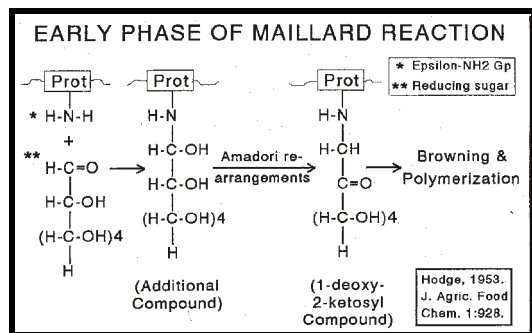 EARLY PHASE OF MAILLARD REACTION
Prot
Prot
Prot
* Epsilon-NH2 Gp
** Reducing sugar
* H-N-H
H-N
H-N
+
H-C-OH
H-CH
** H-C=O
Amadori re-
arrangements
Browning &
Polymerization
H-C-OH
C=O
H-C-OH
(H-C-OH)4
(H-C-OH)4
(H-C-OH)4
H
H
H
(Additional
Compound)
(1-deoxy-
2-ketosyl
Compound)
Hodge, 1953.
J. Agric. Food
Chem. 1:928.